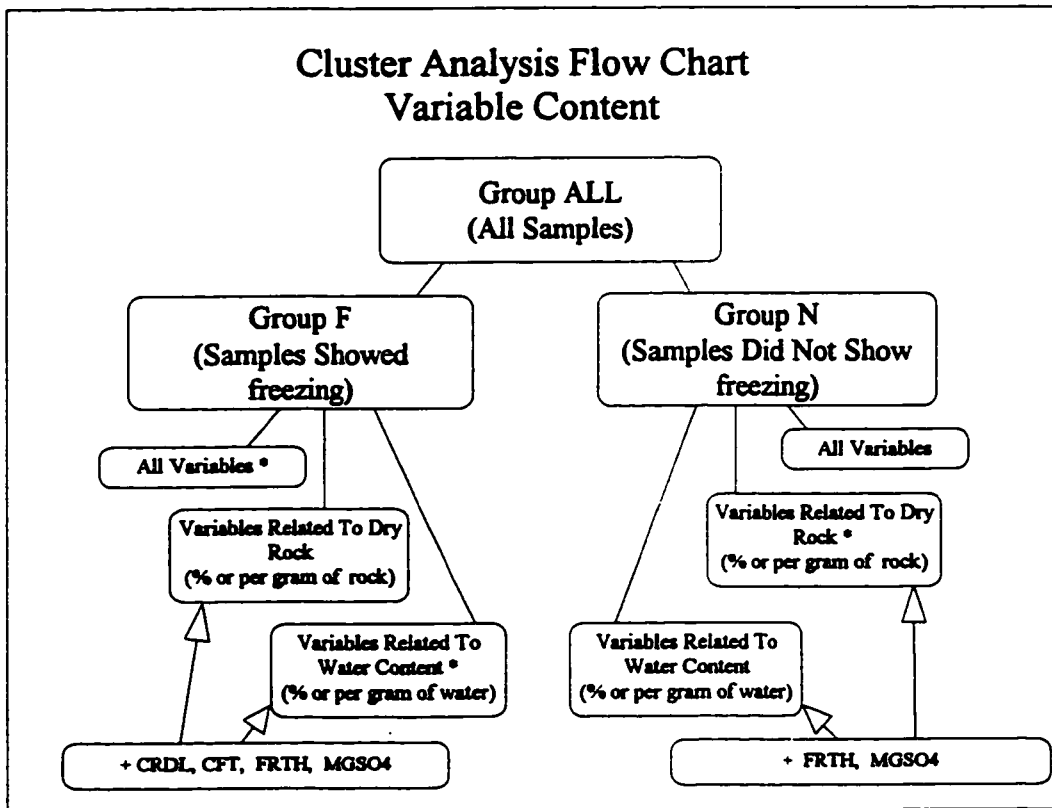 Cluster Analysis Flow Chart
Variable Content
Group ALL
(All Samples)
Group F
(Samples Showed
freezing)
Group N
(Samples Did Not Show
freezing)
All Variables *
All Variables
Variables Related To Dry
Rock
(% or per gram of rock)
Variables Related To Dry
Rock *
(% or per gram of rock)
Variables Related To
Water Content *
(% or per gram of water)
Variables Related To
Water Content
(% or per gram of water)
+ CRDL, CFT, FRTH, MGSO4
+ FRTH, MGSO4